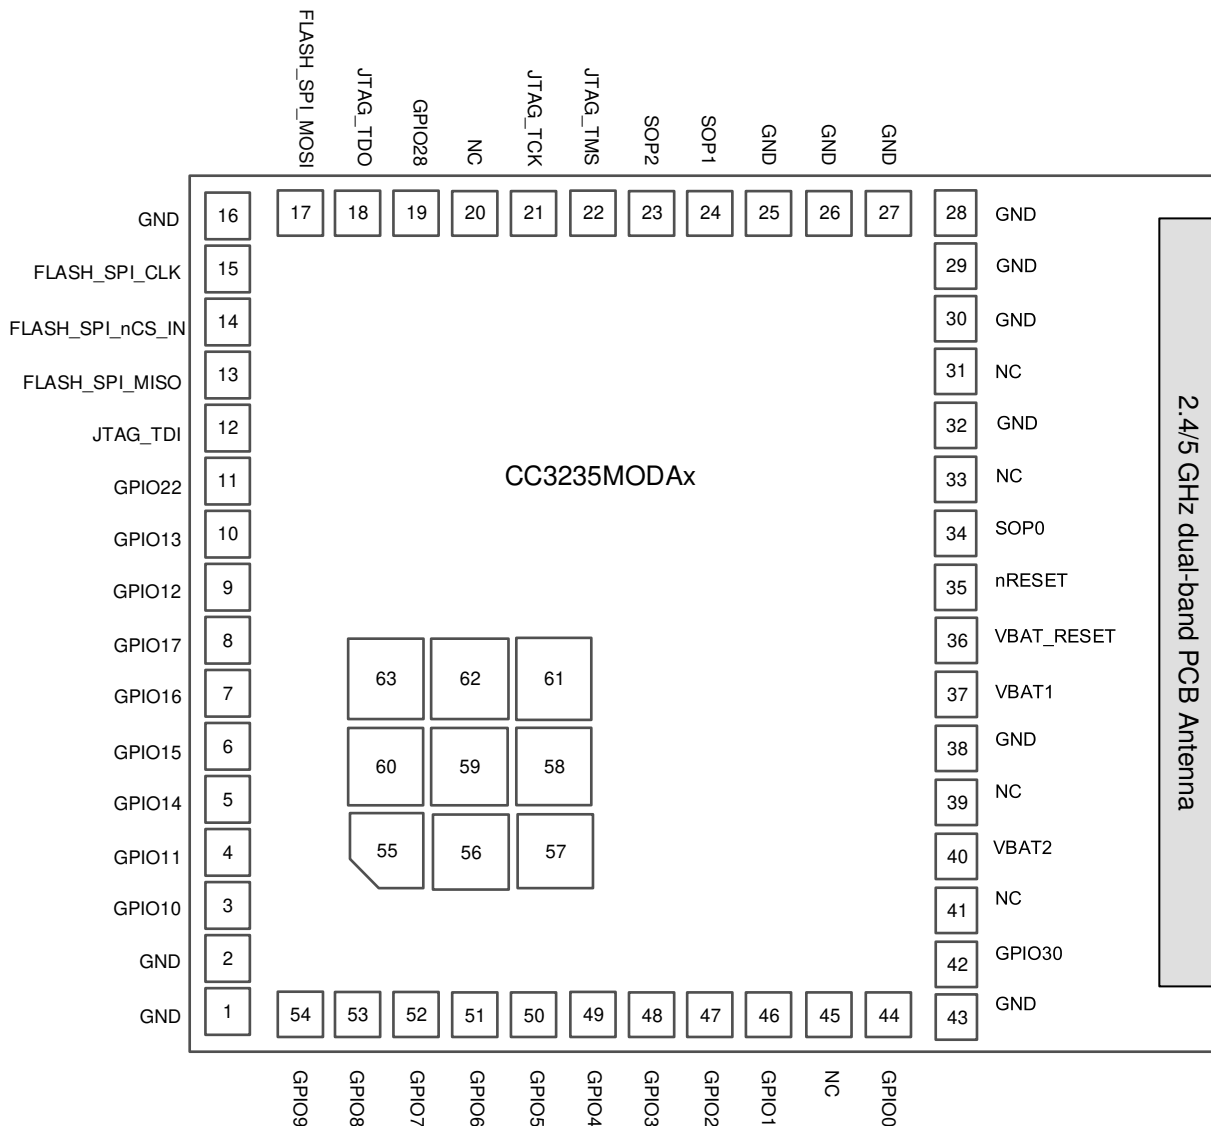 FLASH_SPI_MOSI
JTAG_TDO
GPIO28
NC
JTAG_TCK
JTAG_TMS
SOP2
SOP1
GND
GND
GND
17
18
19
20
21
22
23
24
25
26
27
GND 16
FLASH_SPI_CLK 15
FLASH_SPI_nCS_IN 14
FLASH_SPI_MISO 13
JTAG_TDI 12
GPIO22 11
GPIO13 10
GPIO12 9
GPIO17 8
GPIO16 7
GPIO15 6
GPIO14 5
GPIO11 4
GPIO10 3
GND 2
GND 1
CC3235MODAx
63 62 61
60 59 58
55 56 57
28 GND
29 GND
30 GND
31 NC
32 GND
33 NC
34 SOP0
35 nRESET
36 VBAT_RESET
37 VBAT1
38 GND
39 NC
40 VBAT2
41 NC
42 GPIO30
43 GND
2.4/5 GHz dual-band PCB Antenna
54
53
52
51
50
49
48
47
46
45
44
GPIO9
GPIO8
GPIO7
GPIO6
GPIO5
GPIO4
GPIO3
GPIO2
GPIO1
NC
GPIO0